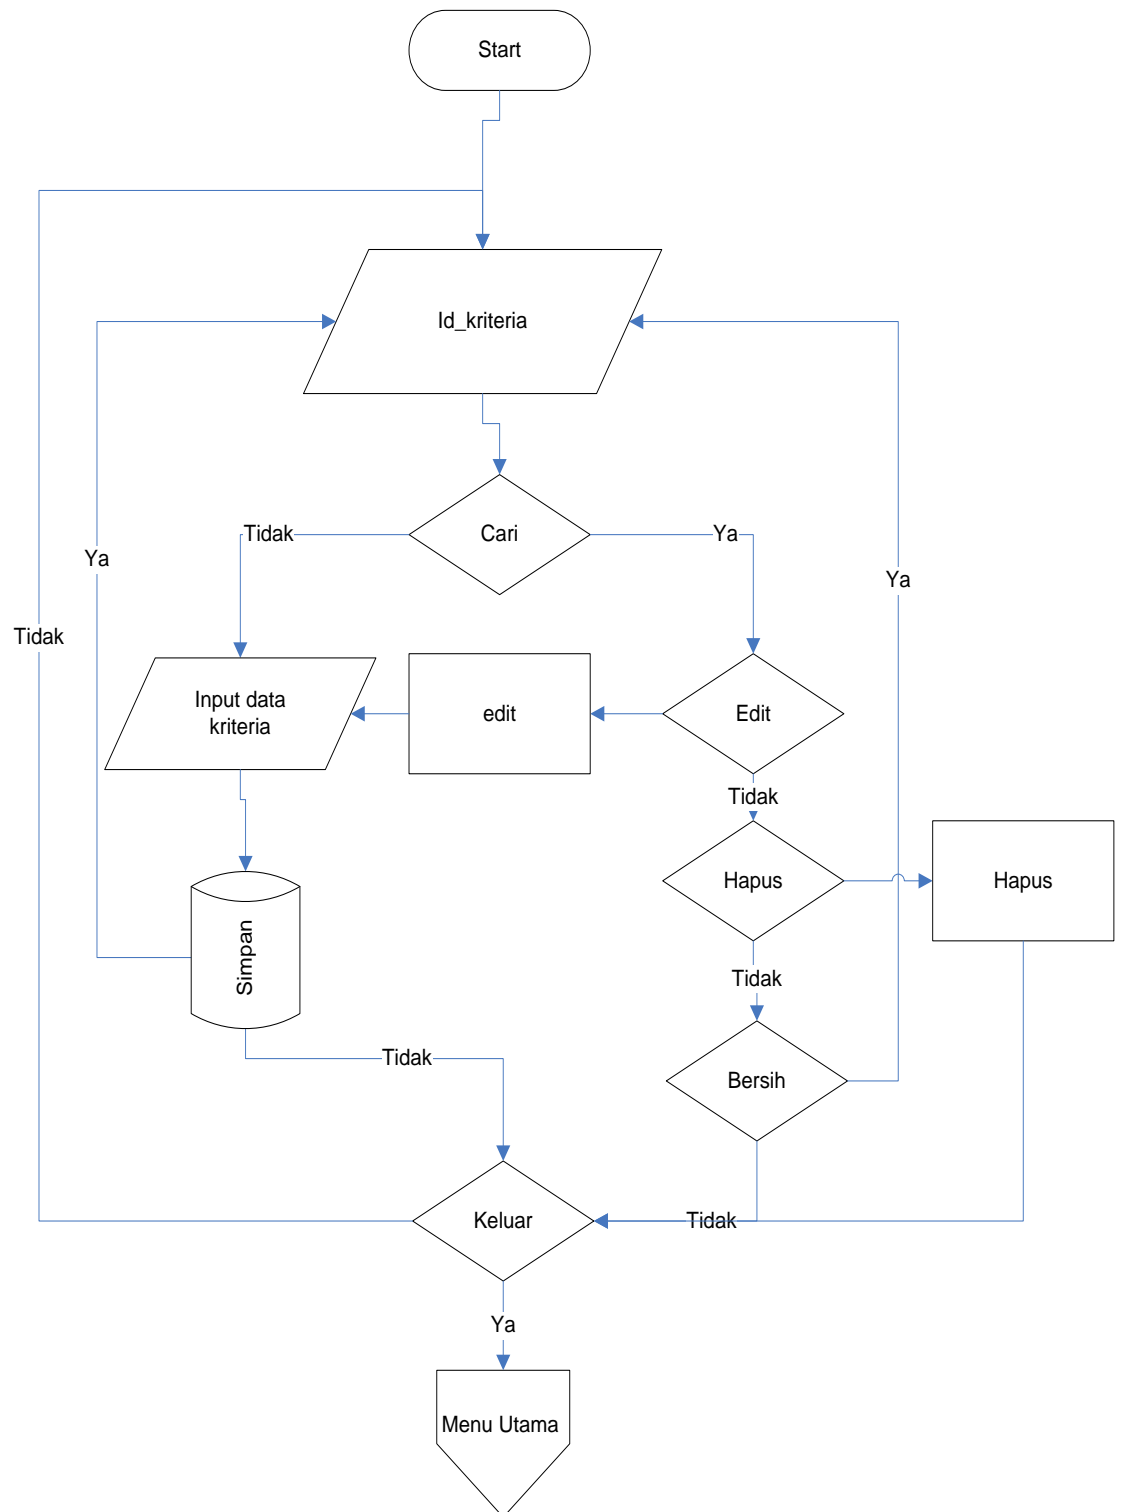 Start
Id_kriteria
Cari
Tidak
Ya
Ya
Ya
Tidak
Input data
kriteria
edit
Edit
Tidak
Hapus
Hapus
Simpan
Tidak
Tidak
Bersih
Keluar
Tidak
Ya
Menu Utama